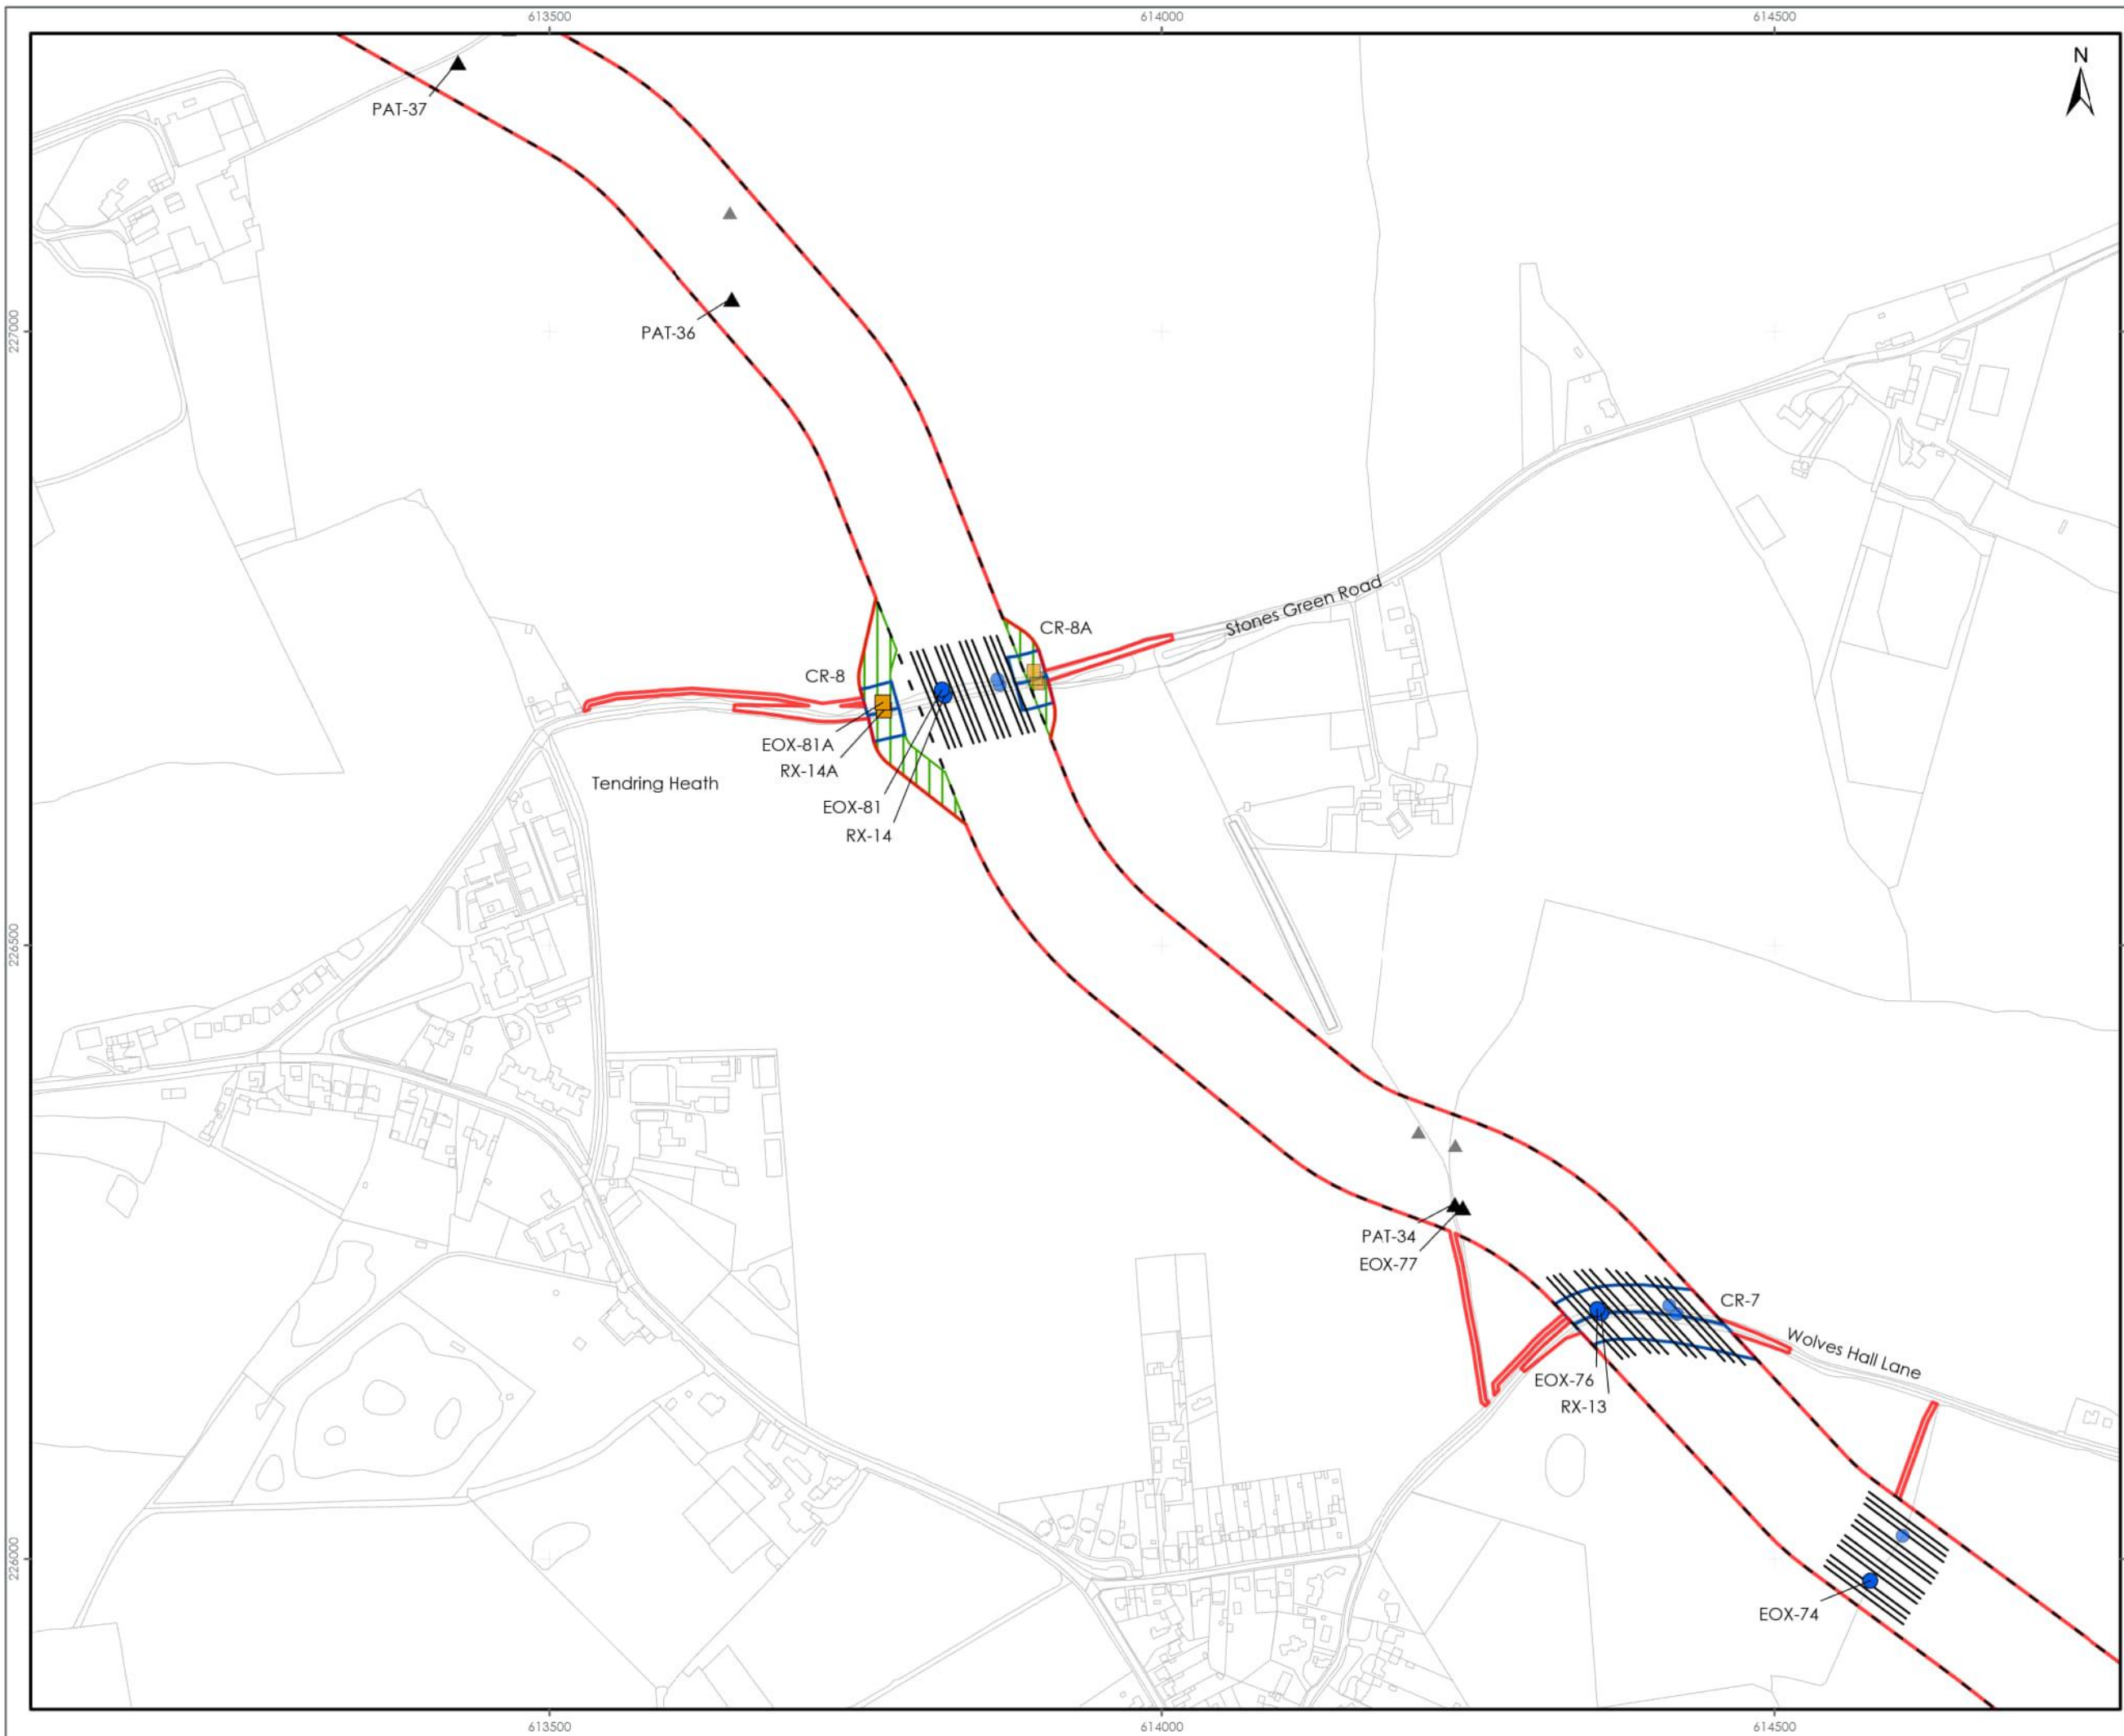 613500
614000
614500
N
PAT-37
227000
PAT-36
Stones Green Road
CR-8A
CR-8
EOX-81A
RX-14A
Tendring Heath
EOX-81
RX-14
226500
PAT-34
EOX-77
CR-7
Wolves Hall Lane
EOX-76
RX-13
226000
EOX-74
613500
614000
614500